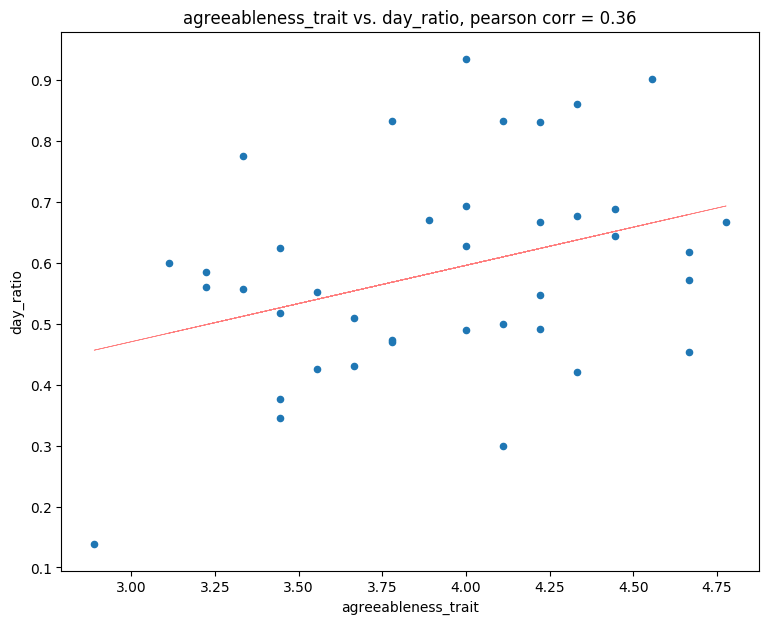 agreeableness_trait vs. day_ratio, pearson corr = 0.36
0.9
0.8
0.7
0.6
0.5
0.4
0.3
0.2
0.1
day_ratio
3.00 3.25 3.50 3.75 4.00 4.25 4.50 4.75
agreeableness_trait